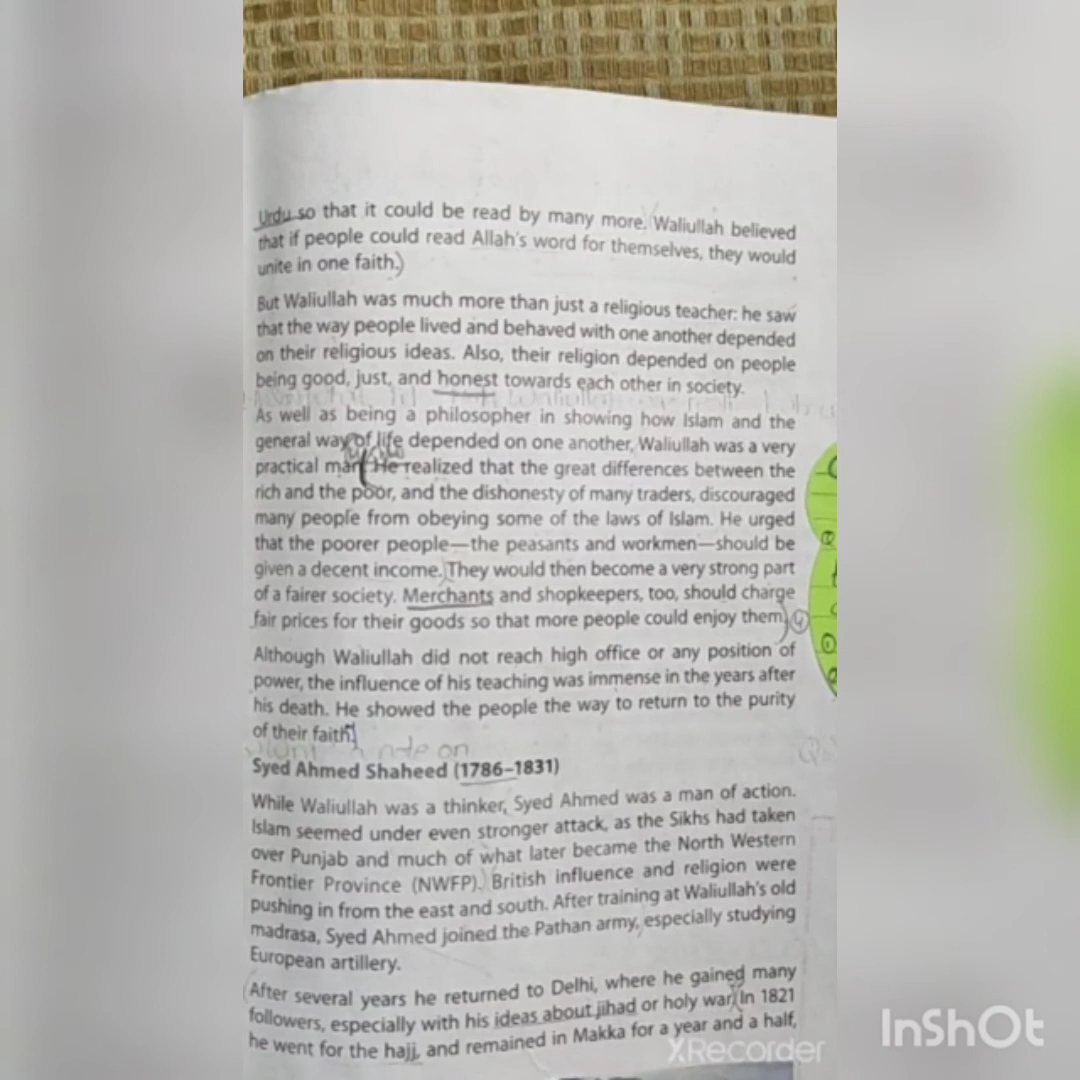 Urdu so that it could be read by many more. Waliullah believed
that if people could read Allah's word for themselves, they would
unite in one faith.)
But Waliullah was much more than just a religious teacher: he saw
that the way people lived and behaved with one another depended
on their religious ideas. Also, their religion depended on people
being good, just, and honest towards each other in society.
As well as being a philosopher in showing how Islam and the
general way of life depended on one another, Waliullah was a very
practical man. He realized that the great differences between the
rich and the poor, and the dishonesty of many traders, discouraged
many people from obeying some of the laws of Islam. He urged
that the poorer people—the peasants and workmen—should be
given a decent income. They would then become a very strong part
of a fairer society. Merchants and shopkeepers, too, should charge
fair prices for their goods so that more people could enjoy them.
Although Waliullah did not reach high office or any position of
power, the influence of his teaching was immense in the years after
his death. He showed the people the way to return to the purity
of their faith.
Syed Ahmed Shaheed (1786–1831)
While Waliullah was a thinker, Syed Ahmed was a man of action.
Islam seemed under even stronger attack, as the Sikhs had taken
over Punjab and much of what later became the North Western
Frontier Province (NWFP). British influence and religion were
pushing in from the east and south. After training at Waliullah's old
madrasa, Syed Ahmed joined the Pathan army, especially studying
European artillery.
After several years he returned to Delhi, where he gained many
followers, especially with his ideas about jihad or holy war. In 1821
he went for the hajj, and remained in Makka for a year and a half,
XRecorder
InShOt